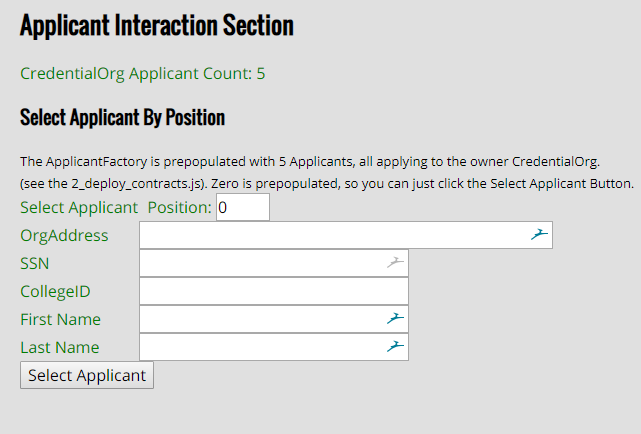 Applicant Interaction Section
CredentialOrg Applicant Count: 5
Select Applicant By Position
The ApplicantFactory is prepopulated with 5 Applicants, all applying to the owner CredentialOrg.
(see the 2_deploy_contracts.js). Zero is prepopulated, so you can just click the Select Applicant Button.
Select Applicant Position: 0
OrgAddress
SSN
CollegeID
First Name
Last Name
Select Applicant